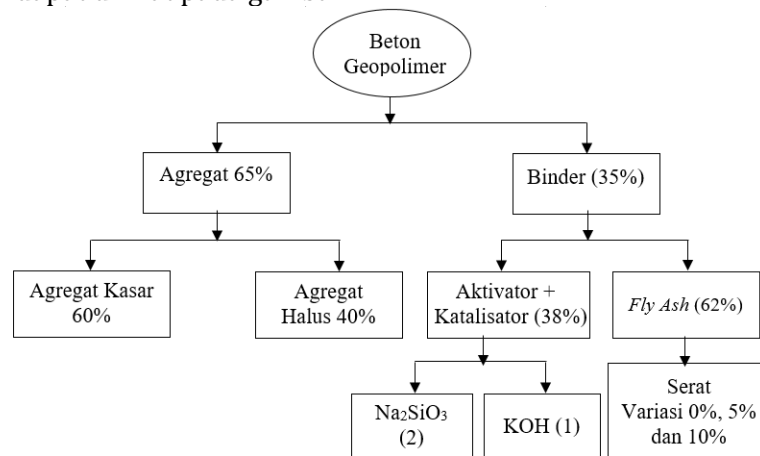 Beton
Geopolimer
Agregat 65%
Binder (35%)
Agregat Kasar
60%
Agregat
Halus 40%
Aktivator +
Katalisator (38%)
Fly Ash (62%)
Na₂SiO₃
(2)
KOH (1)
Serat
Variasi 0%, 5%
dan 10%